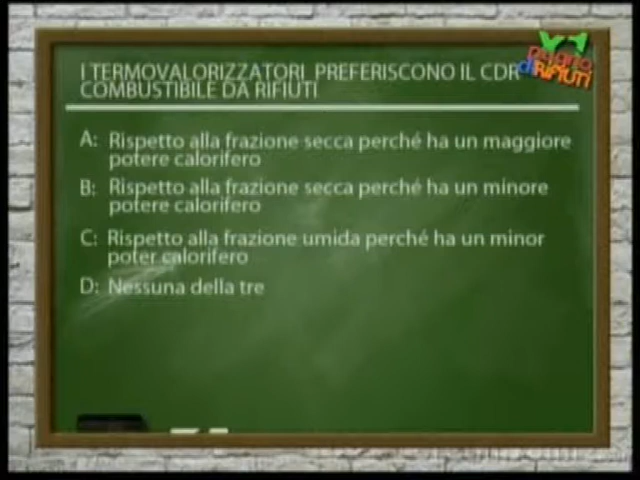 I TERMOVALORIZZATORI PREFERISCONO IL CDR
COMBUSTIBILE DA RIFIUTI
A: Rispetto alla frazione secca perché ha un maggiore
potere calorifero
B: Rispetto alla frazione secca perché ha un minore
potere calorifero
C: Rispetto alla frazione umida perché ha un minor
poter calorifero
D: Nessuna della tre
di RIFIUTI